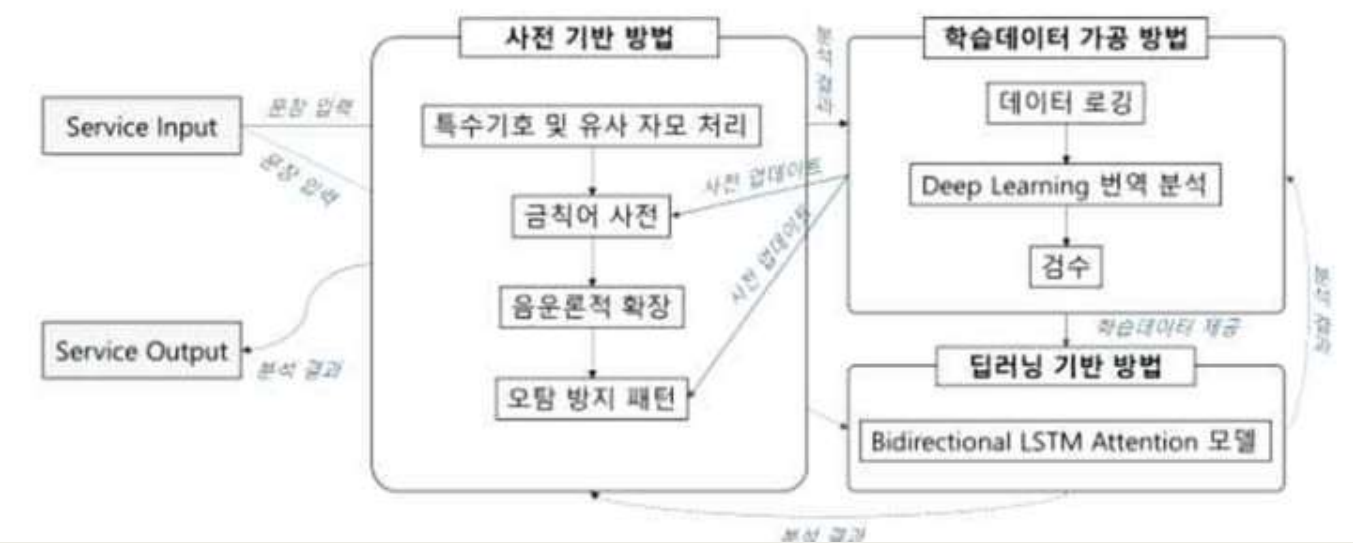 사전 기반 방법
학습데이터 가공 방법
분석 결과
데이터 로깅
Service Input
문장 입력
특수기호 및 유사 자모 처리
문장 입력
사전 업데이트
Deep Learning 번역 분석
금칙어 사전
사전 업데이트
검수
음운론적 확장
분석 결과
학습데이터 제공
Service Output
분석 결과
딥러닝 기반 방법
오탐 방지 패턴
Bidirectional LSTM Attention 모델
분석 결과